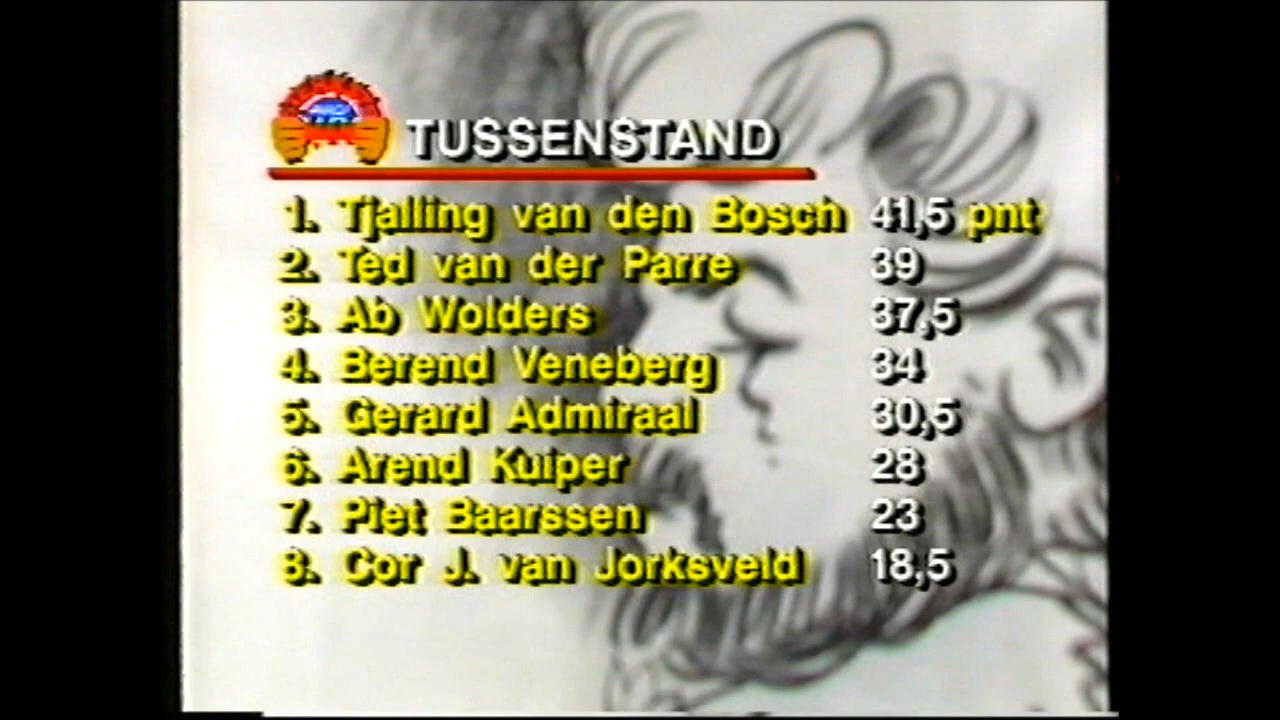 TUSSENSTAND
1. Tjalling van den Bosch 41,5 pnt
2. Ted van der Parre 39
3. Ab Wolders 37,5
4. Berend Veneberg 34
5. Gerard Admiraal 30,5
6. Arend Kuiper 28
7. Piet Baarssen 23
8. Cor J. van Jorksveld 18,5